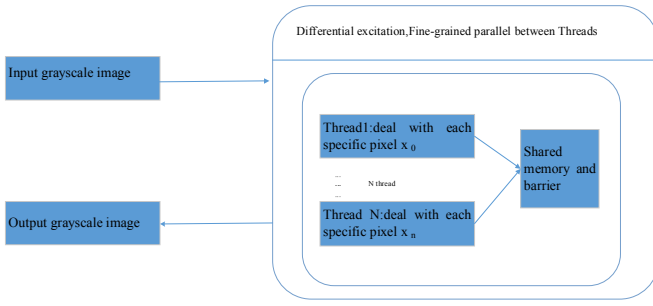 Differential excitation,Fine-grained parallel between Threads
Input grayscale image
Thread1:deal with each
specific pixel x 0
...
... N thread
...
Shared
memory and
barrier
Thread N:deal with each
specific pixel x n
Output grayscale image